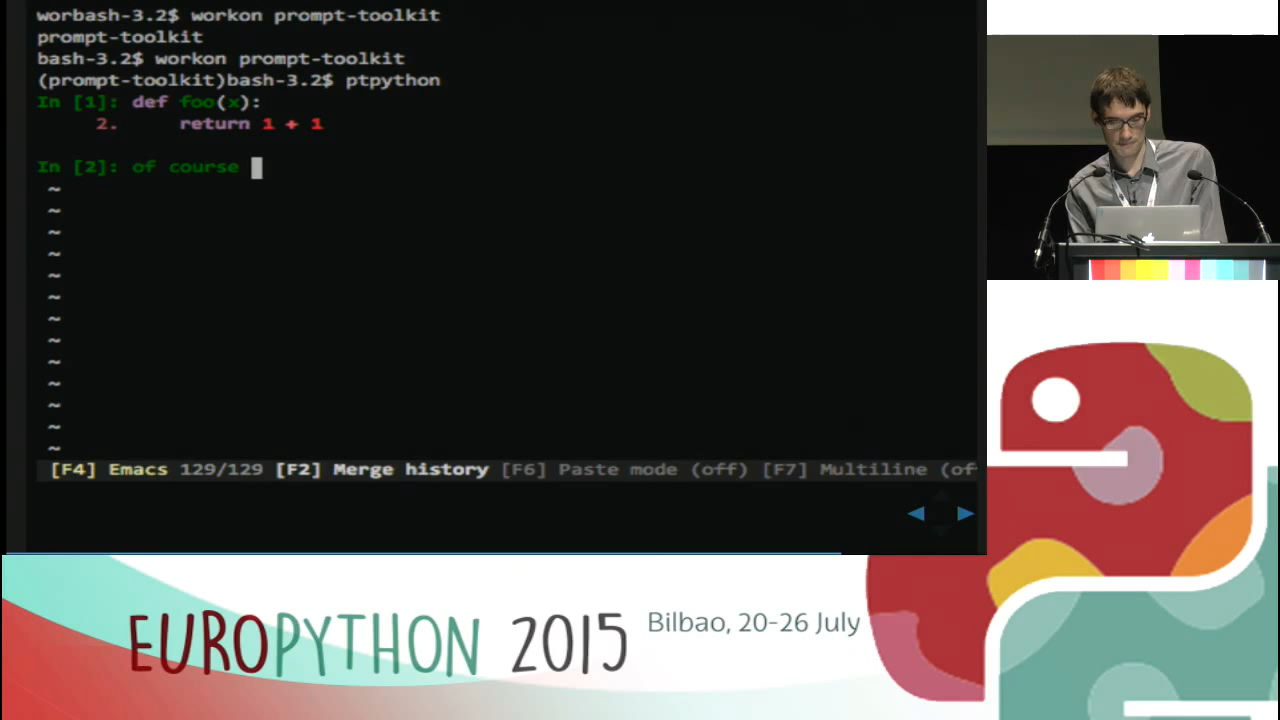 worbash-3.2$ workon prompt-toolkit
prompt-toolkit
bash-3.2$ workon prompt-toolkit
(prompt-toolkit)bash-3.2$ ptpython
In [1]: def foo(x):
2. return 1 + 1
In [2]: of course
~
~
~
~
~
~
~
~
~
~
~
~
~
[F4] Emacs 129/129 [F2] Merge history [F6] Paste mode (off) [F7] Multiline (of
EUROPYTHON 2015 Bilbao, 20-26 July